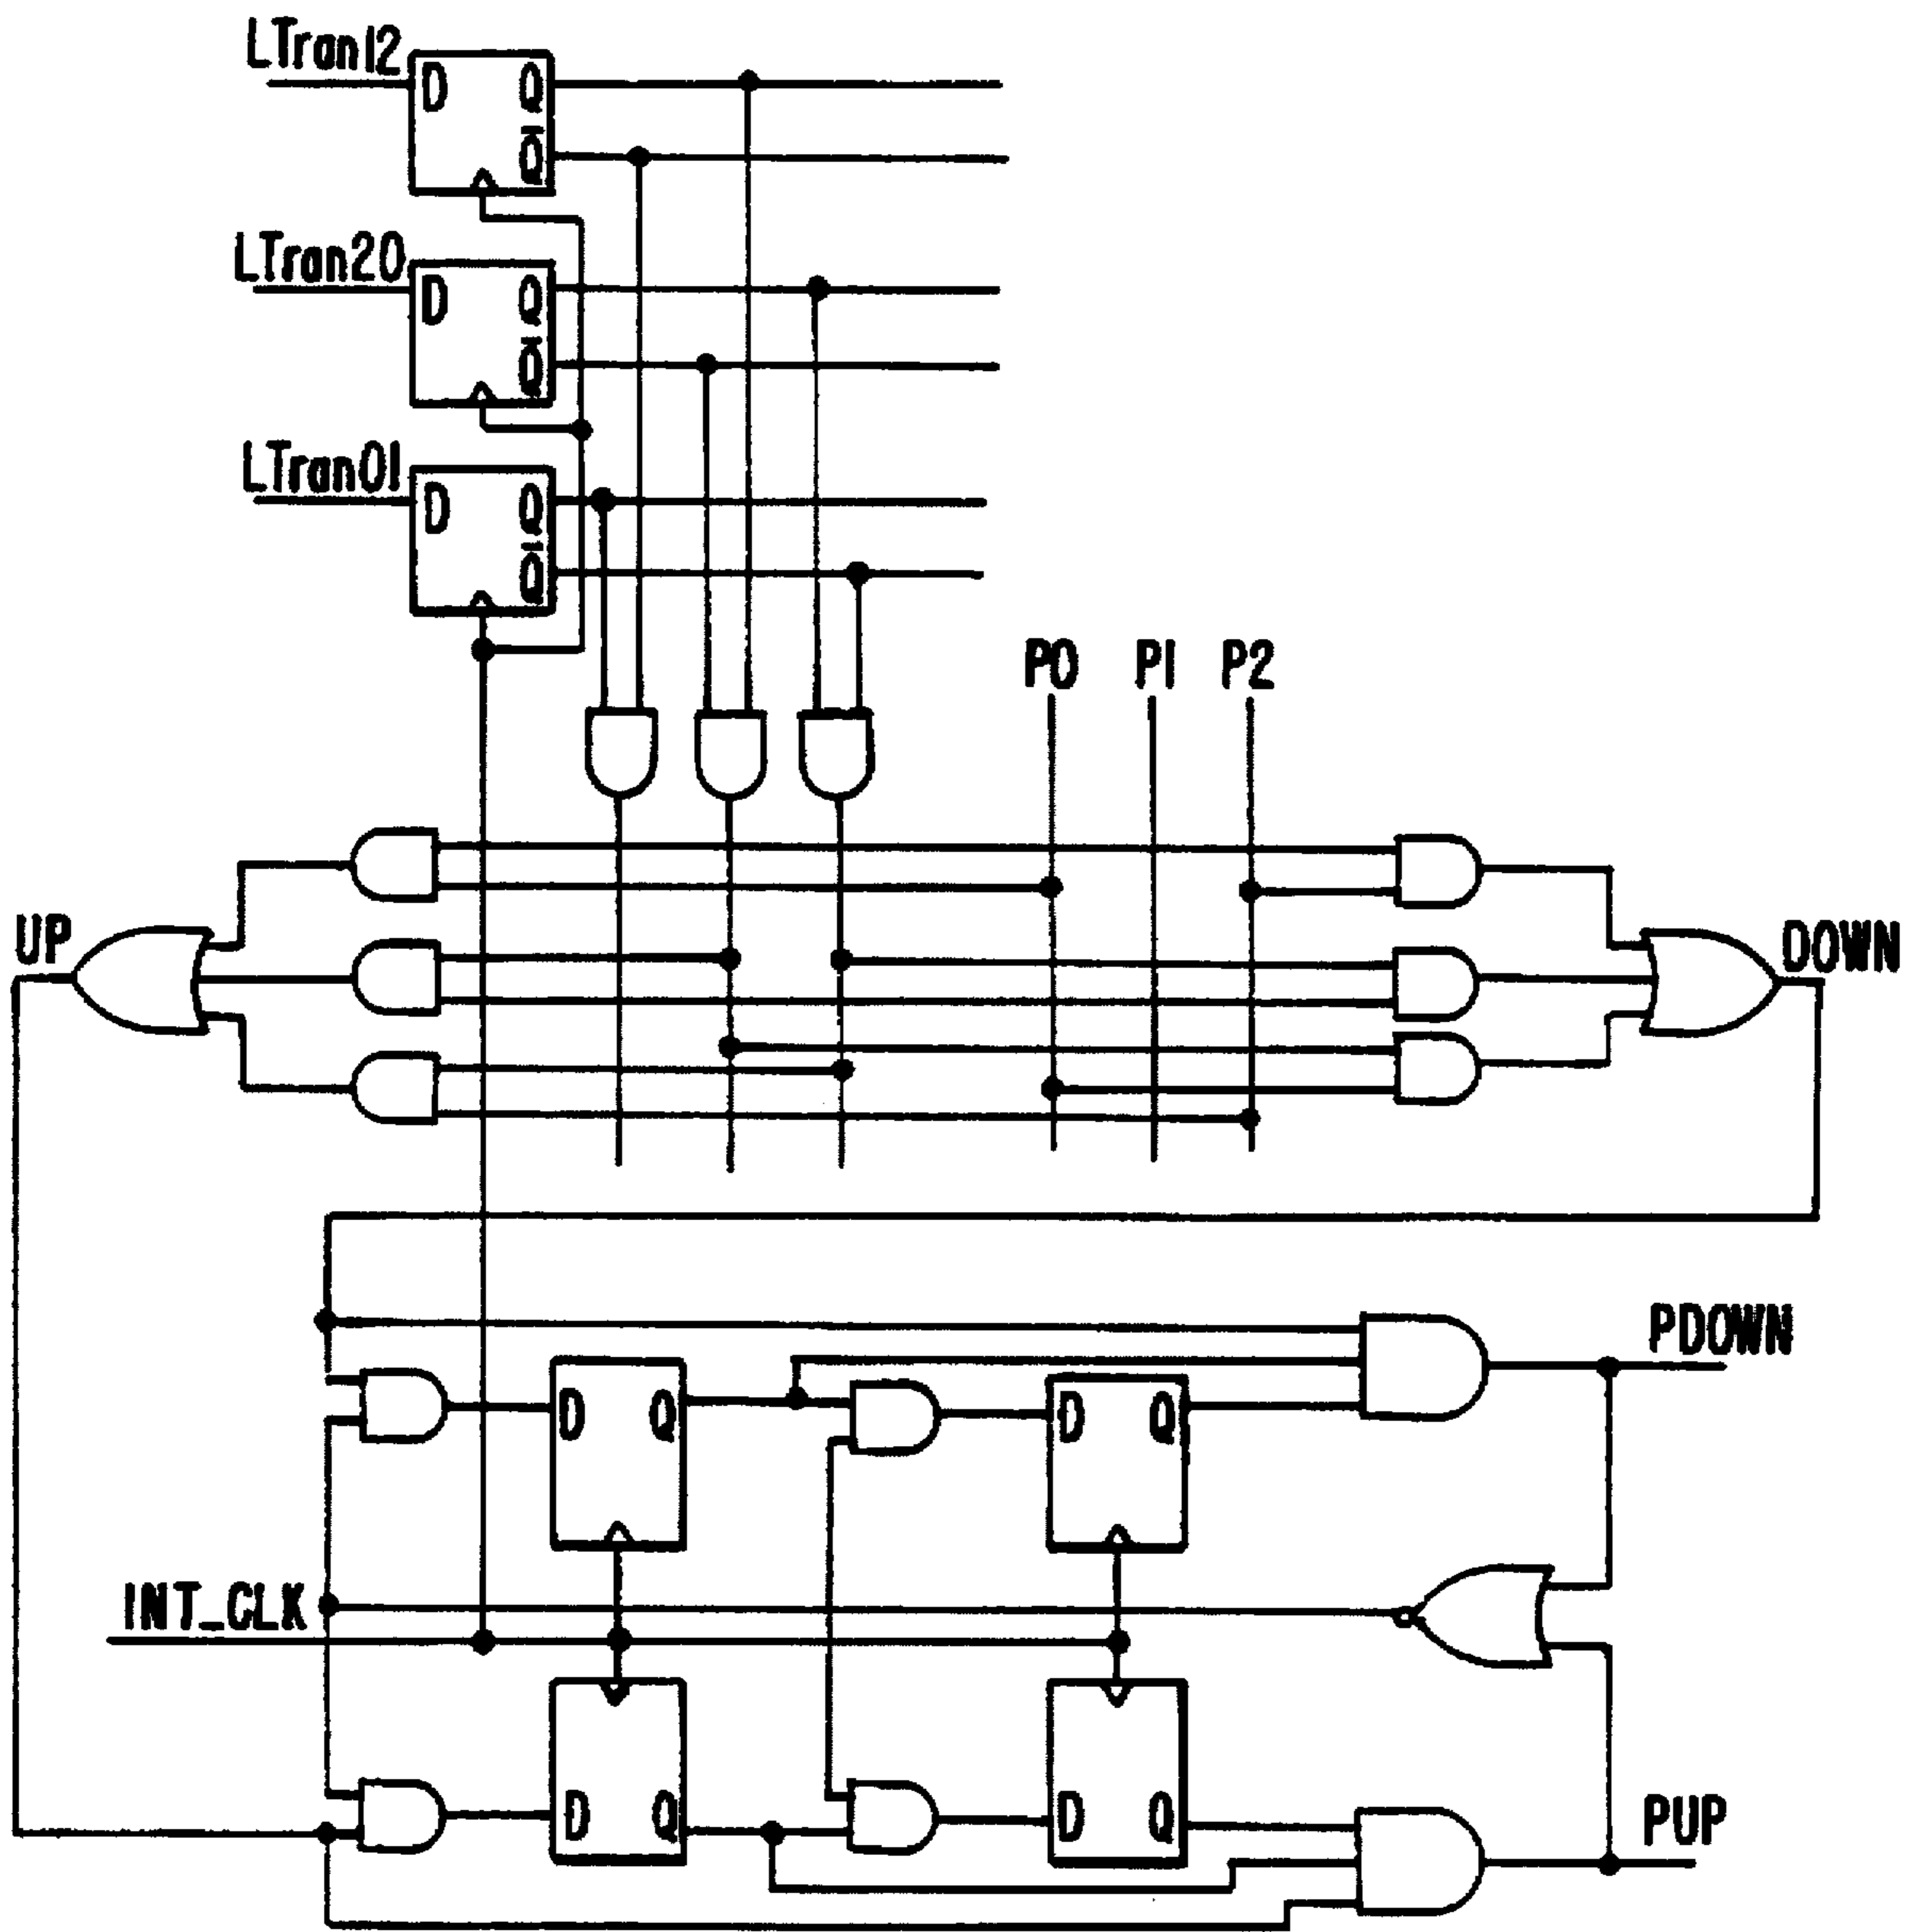 LTran12
D Q
Q̅
LTran20
D Q
Q̅
LTran01
D Q
Q̅
P0 P1 P2
UP
DOWN
PDOWN
D Q
D Q
INT_CLK
D Q
D Q
PUP